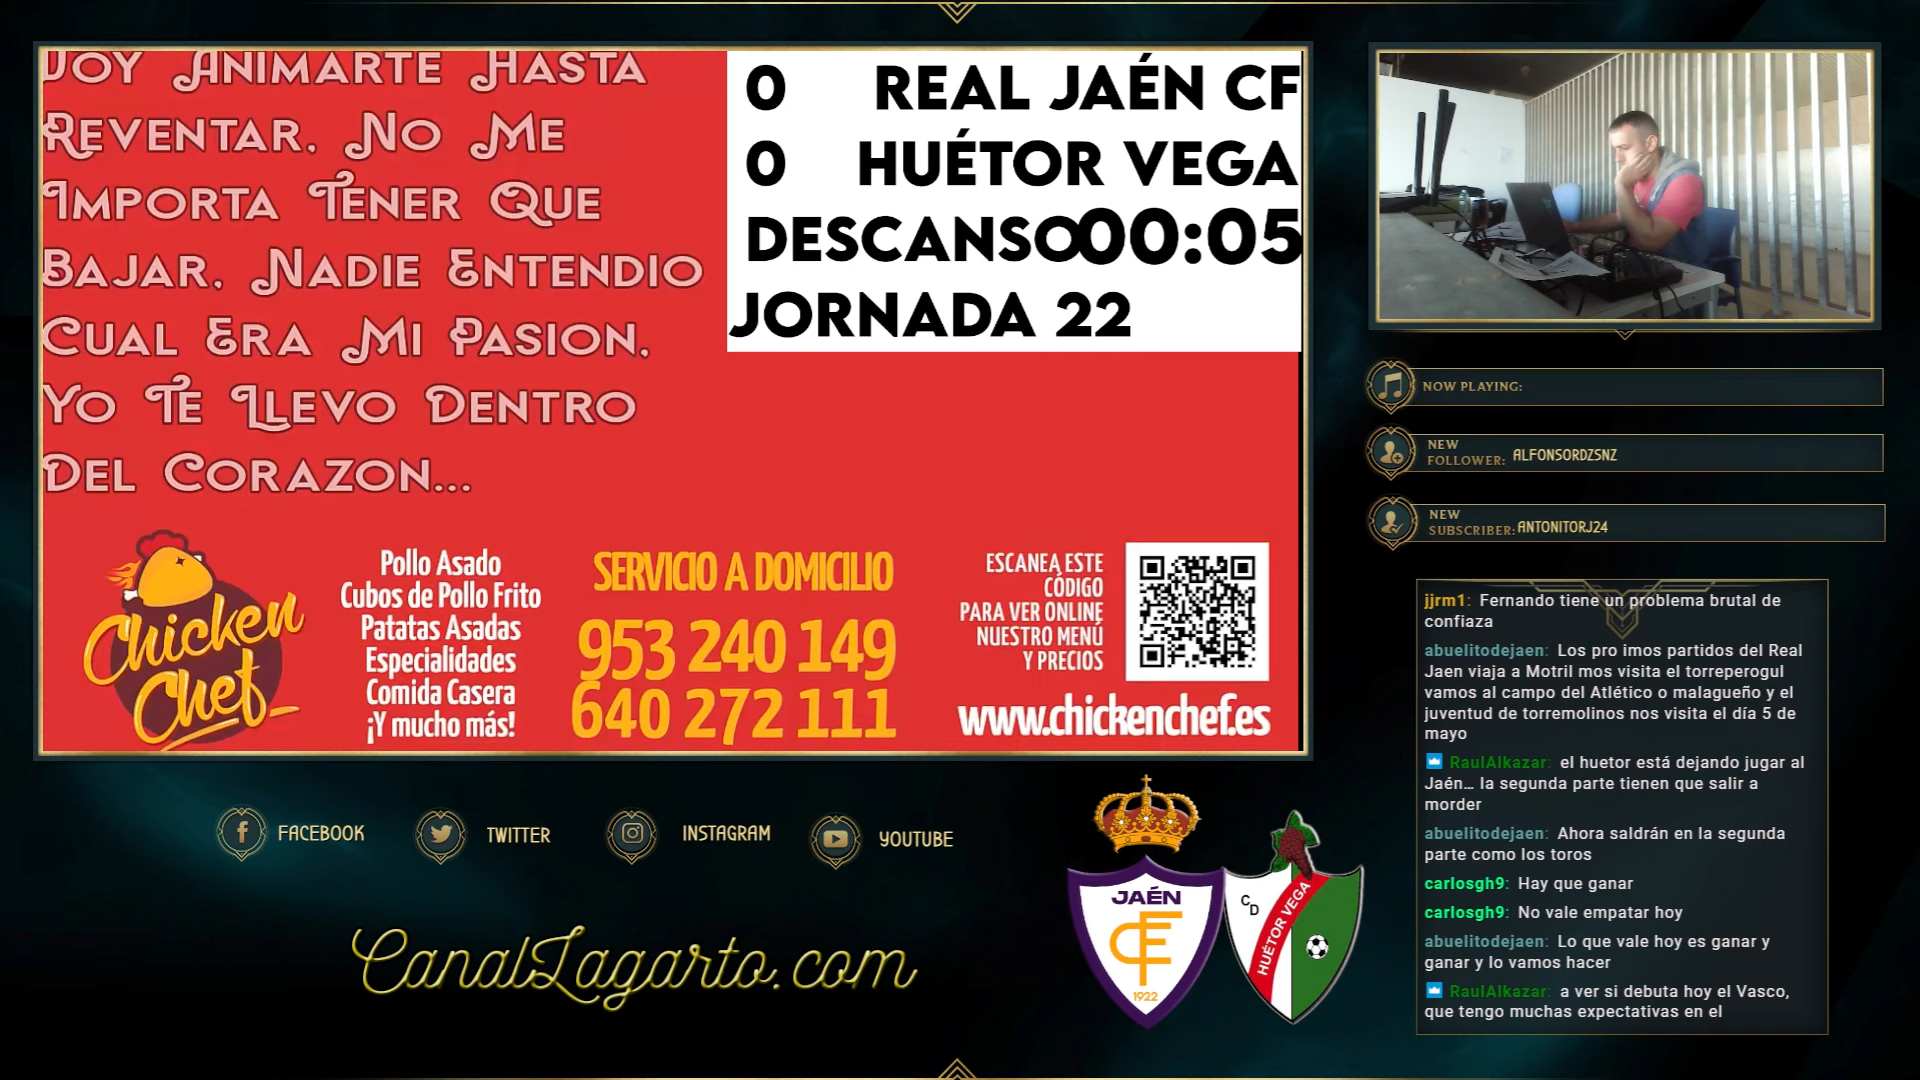 Voy Animarte Hasta
Reventar, No Me
Importa Tener Que
Bajar, Nadie Entendio
Cual Era Mi Pasion,
Yo Te Llevo Dentro
Del Corazon...
0 REAL JAÉN CF
0 HUÉTOR VEGA
DESCANSO 00:05
JORNADA 22
Chicken
Chef
Pollo Asado
Cubos de Pollo Frito
Patatas Asadas
Especialidades
Comida Casera
¡Y mucho más!
SERVICIO A DOMICILIO
953 240 149
640 272 111
ESCANEA ESTE
CÓDIGO
PARA VER ONLINE
NUESTRO MENÚ
Y PRECIOS
www.chickenchef.es
NOW PLAYING:
NEW
FOLLOWER: ALFONSORDZSNZ
NEW
SUBSCRIBER: ANTONITORJ24
jjrm1: Fernando tiene un problema brutal de
confiaza
abuelitodejaen: Los pro imos partidos del Real
Jaen viaja a Motril mos visita el torreperogul
vamos al campo del Atlético o malagueño y el
juventud de torremolinos nos visita el día 5 de
mayo
RaulAlkazar: el huetor está dejando jugar al
Jaén... la segunda parte tienen que salir a
morder
abuelitodejaen: Ahora saldrán en la segunda
parte como los toros
carlosgh9: Hay que ganar
carlosgh9: No vale empatar hoy
abuelitodejaen: Lo que vale hoy es ganar y
ganar y lo vamos hacer
RaulAlkazar: a ver si debuta hoy el Vasco,
que tengo muchas expectativas en el
FACEBOOK
TWITTER
INSTAGRAM
YOUTUBE
CanalLagarto.com
JAÉN
CF
1922
CD
HUÉTOR VEGA